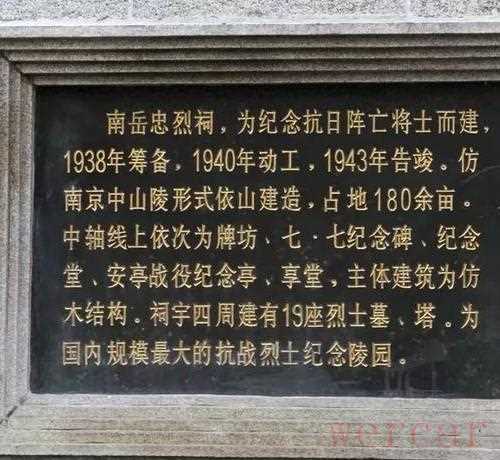 南岳忠烈祠，为纪念抗日阵亡将士而建，
1938年筹备，1940年动工，1943年告竣。仿
南京中山陵形式依山建造，占地180余亩。
中轴线上依次为牌坊、七·七纪念碑、纪念
堂、安亭战役纪念亭、享堂，主体建筑为仿
木结构。祠宇四周建有19座烈士墓、塔。为
国内规模最大的抗战烈士纪念陵园。
wercar